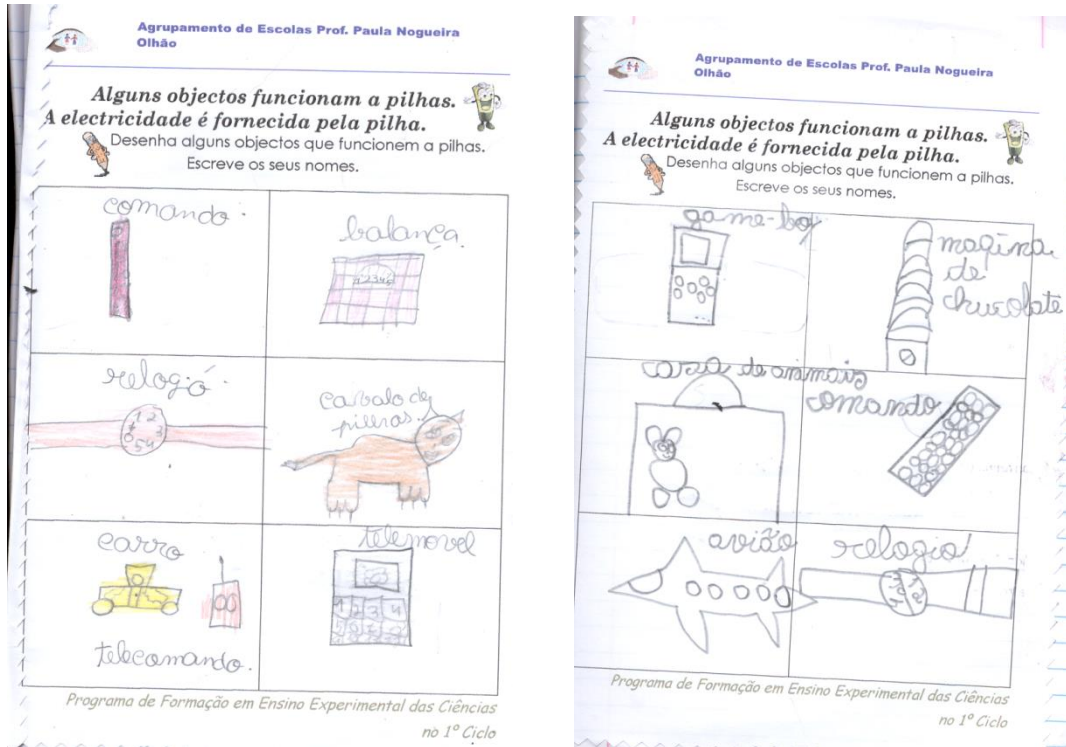 Agrupamento de Escolas Prof. Paula Nogueira
Olhão
Alguns objectos funcionam a pilhas.
A electricidade é fornecida pela pilha.
Desenha alguns objectos que funcionem a pilhas.
Escreve os seus nomes.
comando.
balança.
1234
relogió.
cavalo de
pilhas.
carro
telecomando.
telemovel
Programa de Formação em Ensino Experimental das Ciências
no 1º Ciclo
Agrupamento de Escolas Prof. Paula Nogueira
Olhão
Alguns objectos funcionam a pilhas.
A electricidade é fornecida pela pilha.
Desenha alguns objectos que funcionem a pilhas.
Escreve os seus nomes.
game-boy
maqina
de
chucolate
casa de animais
comando
avião
relogio
Programa de Formação em Ensino Experimental das Ciências
no 1º Ciclo